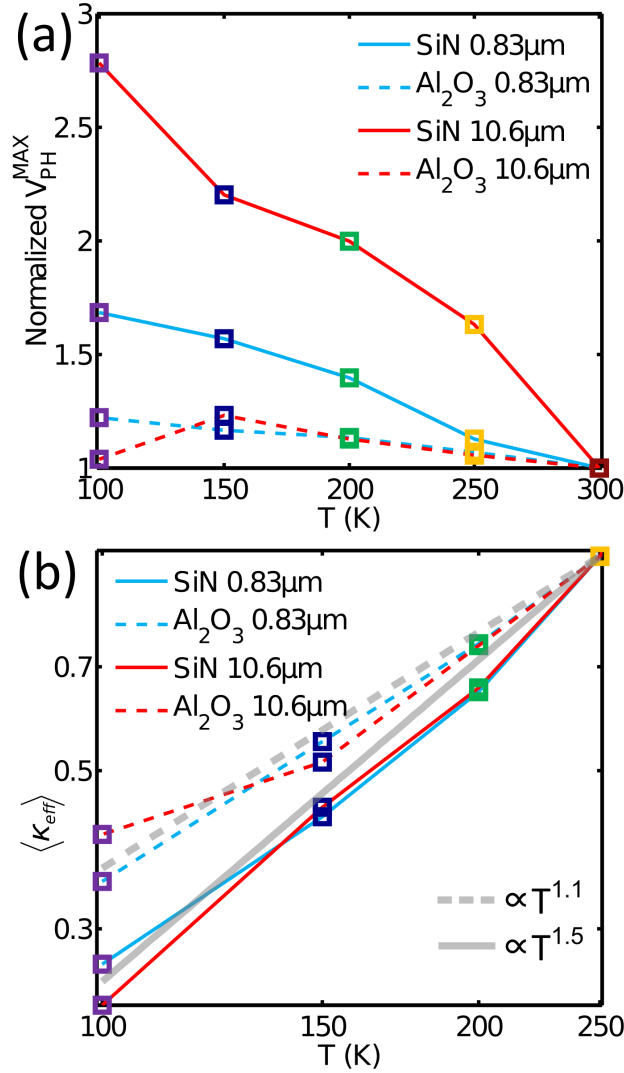 (a)
3
2.5
2
1.5
1
Normalized V_PH^MAX
SiN 0.83μm
Al₂O₃ 0.83μm
SiN 10.6μm
Al₂O₃ 10.6μm
100 150 200 250 300
T (K)
(b)
0.7
0.5
0.3
⟨κ_eff⟩
SiN 0.83μm
Al₂O₃ 0.83μm
SiN 10.6μm
Al₂O₃ 10.6μm
∝T^1.1
∝T^1.5
100 150 200 250
T (K)